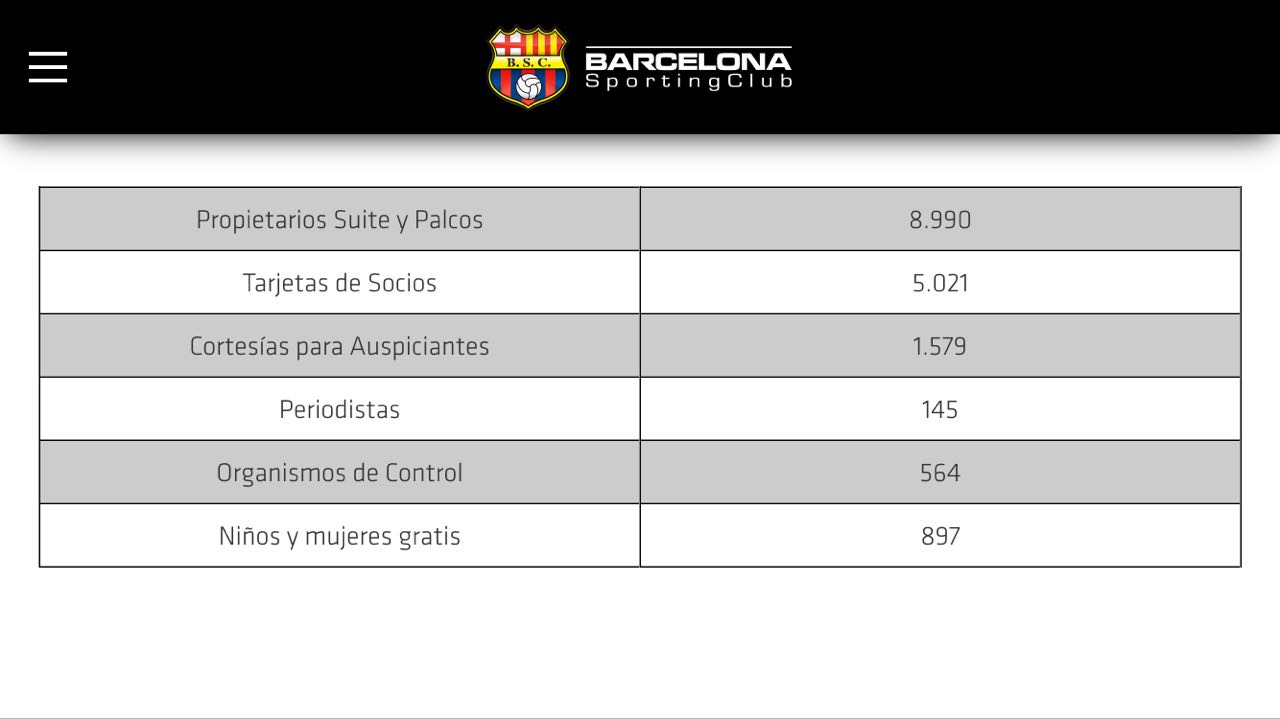 B. S. C.
BARCELONA
SportingClub
Propietarios Suite y Palcos 8.990
Tarjetas de Socios 5.021
Cortesías para Auspiciantes 1.579
Periodistas 145
Organismos de Control 564
Niños y mujeres gratis 897